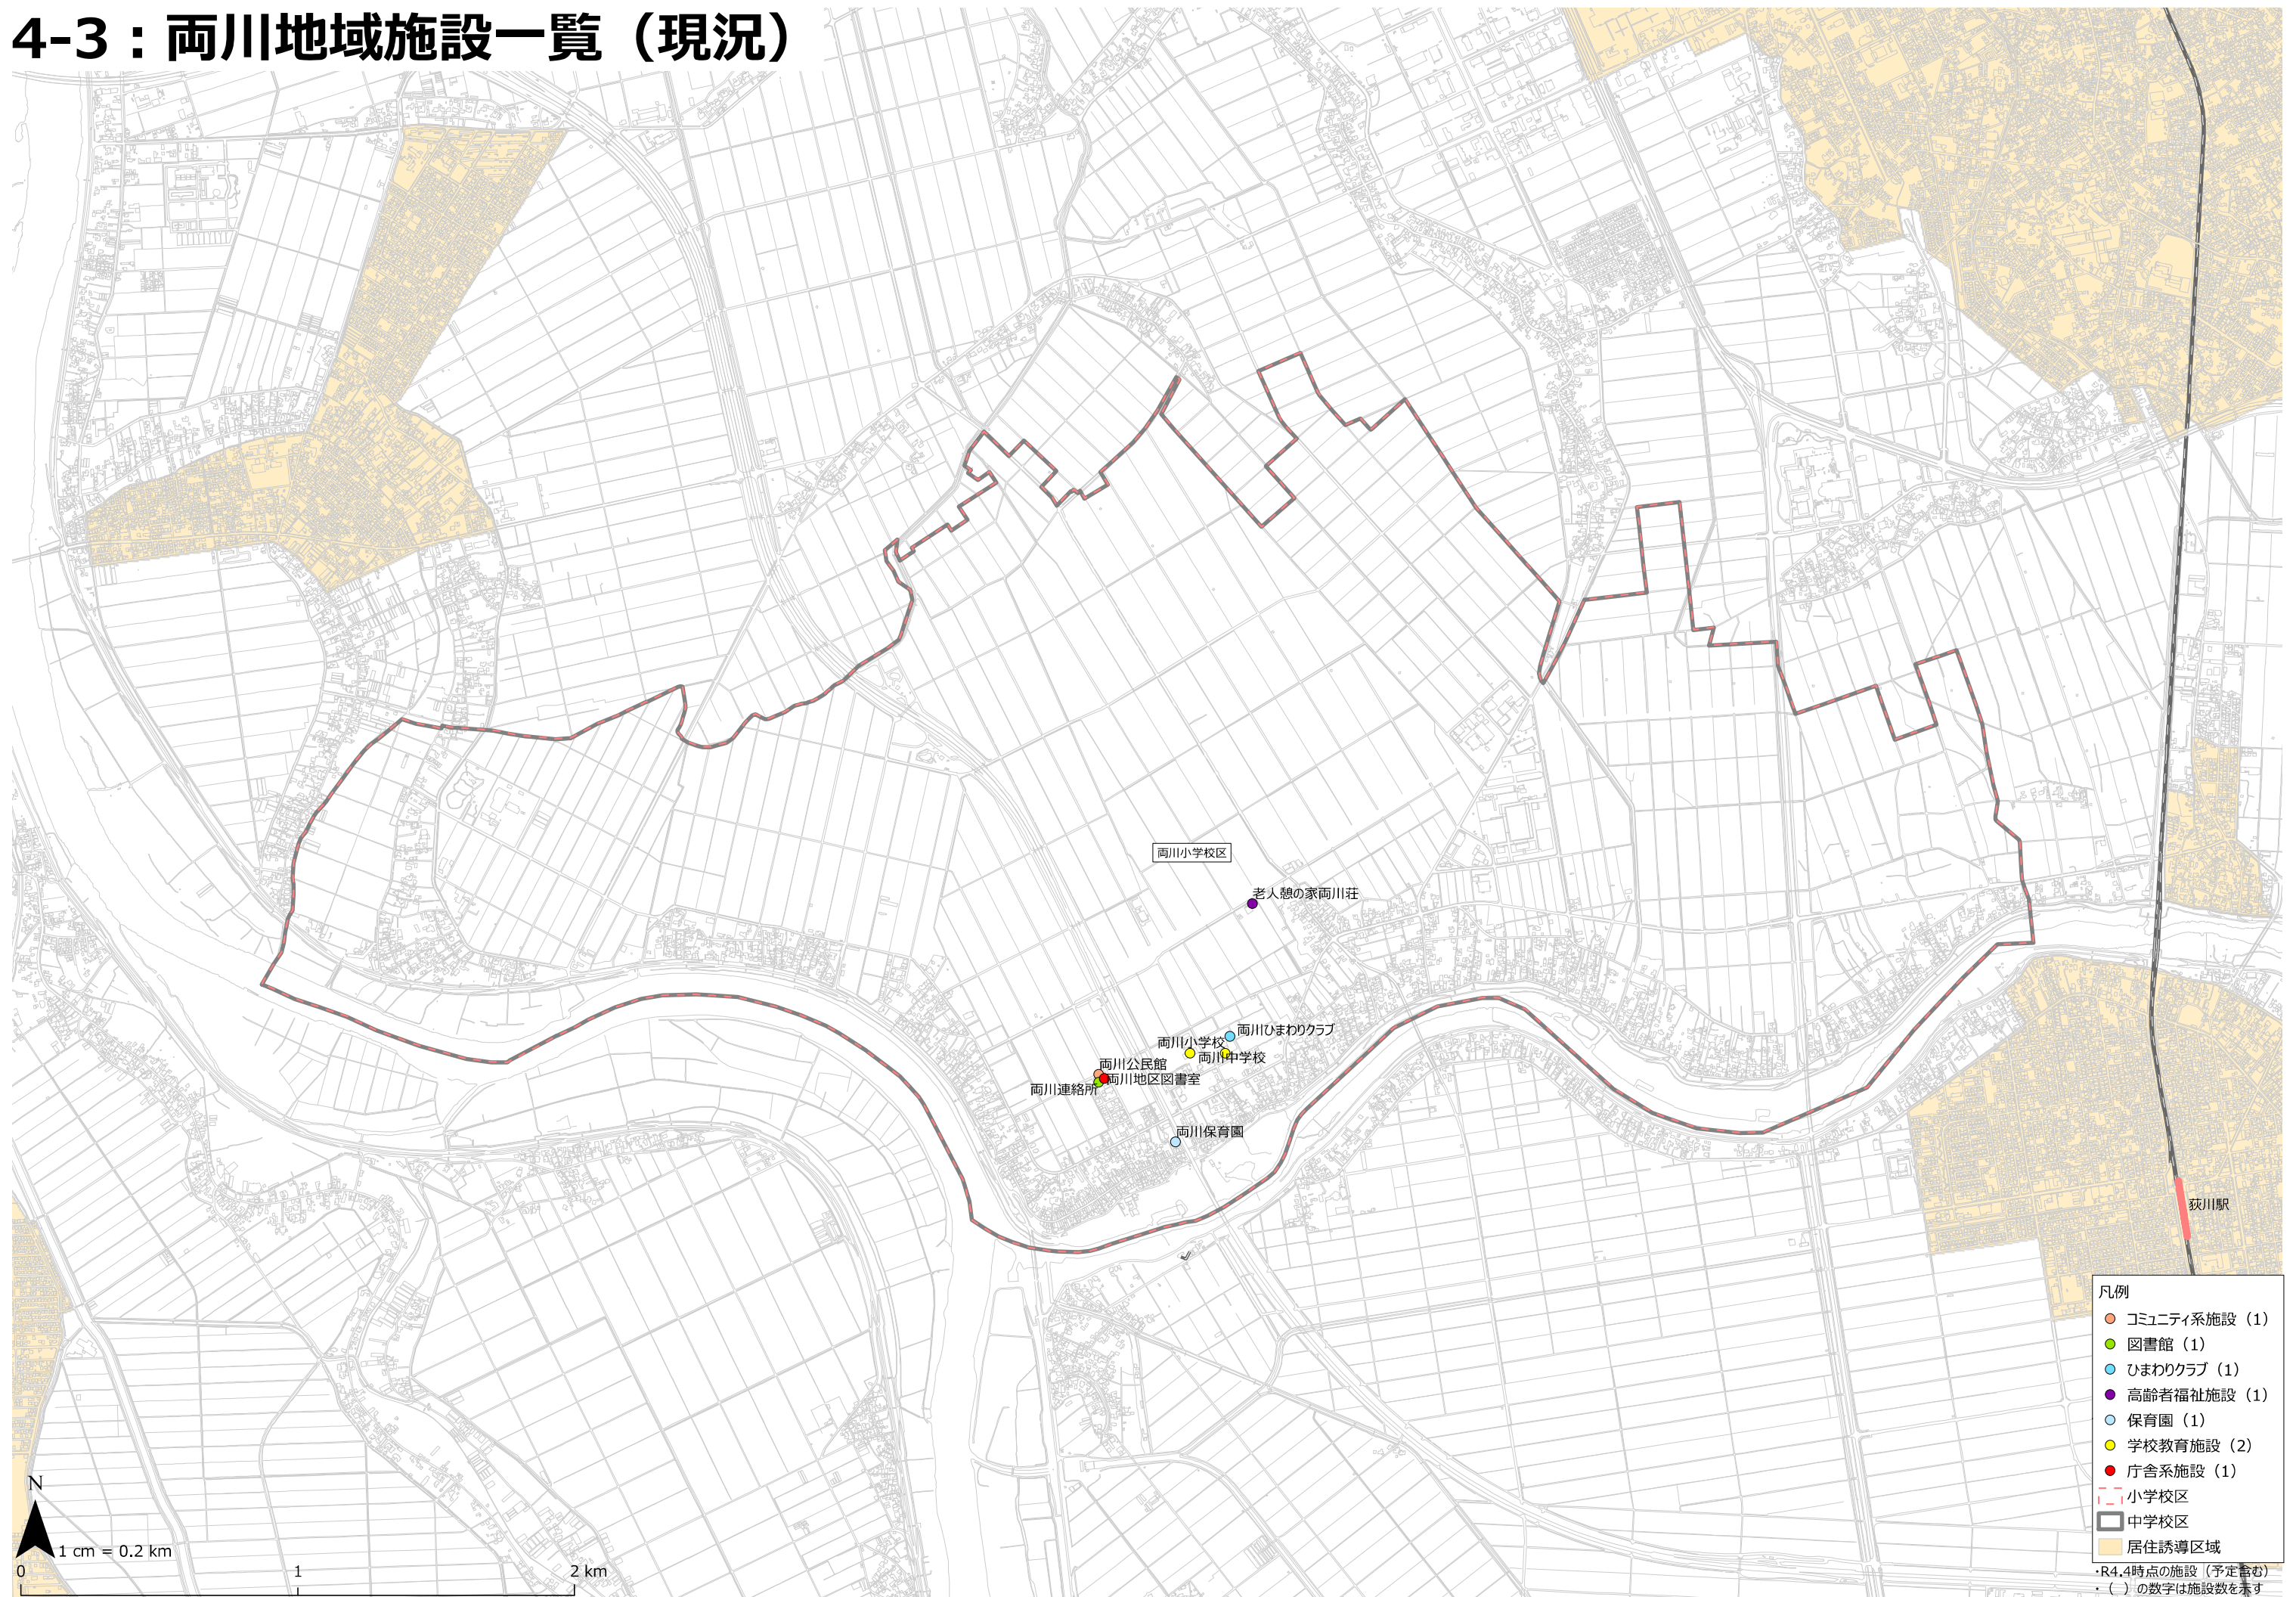 4-3：両川地域施設一覧（現況）
両川小学校区
老人憩の家両川荘
両川ひまわりクラブ
両川小学校
両川中学校
両川公民館
両川地区図書室
両川連絡所
両川保育園
荻川駅
凡例
コミュニティ系施設（1）
図書館（1）
ひまわりクラブ（1）
高齢者福祉施設（1）
保育園（1）
学校教育施設（2）
庁舎系施設（1）
小学校区
中学校区
居住誘導区域
・R4.4時点の施設（予定含む）
・（ ）の数字は施設数を示す
N
1 cm = 0.2 km
0 1 2 km